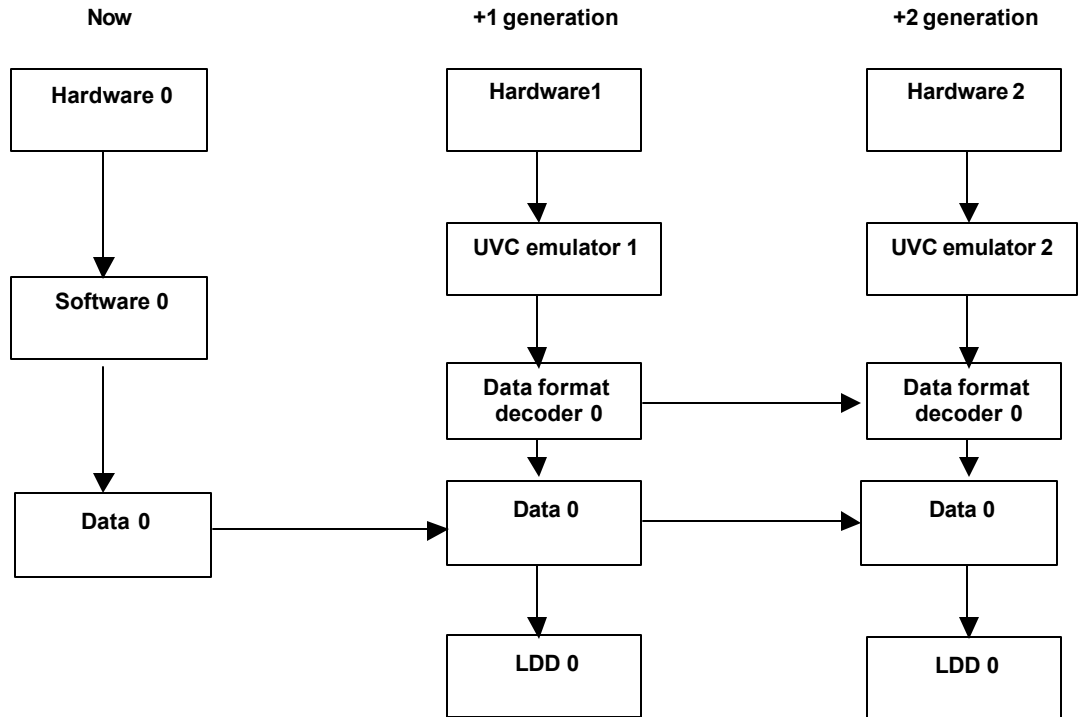 Now
+1 generation
+2 generation
Hardware 0
Hardware1
Hardware 2
UVC emulator 1
UVC emulator 2
Software 0
Data format
decoder 0
Data format
decoder 0
Data 0
Data 0
Data 0
LDD 0
LDD 0